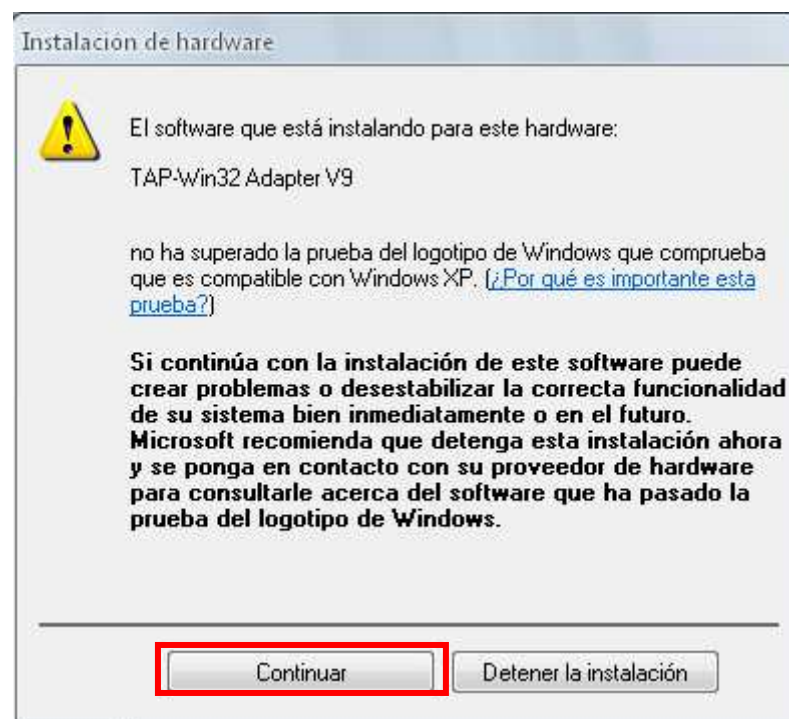 Instalación de hardware
El software que está instalando para este hardware:
TAP-Win32 Adapter V9
no ha superado la prueba del logotipo de Windows que comprueba
que es compatible con Windows XP. (¿Por qué es importante esta
prueba?)
Si continúa con la instalación de este software puede
crear problemas o desestabilizar la correcta funcionalidad
de su sistema bien inmediatamente o en el futuro.
Microsoft recomienda que detenga esta instalación ahora
y se ponga en contacto con su proveedor de hardware
para consultarle acerca del software que ha pasado la
prueba del logotipo de Windows.
Continuar
Detener la instalación